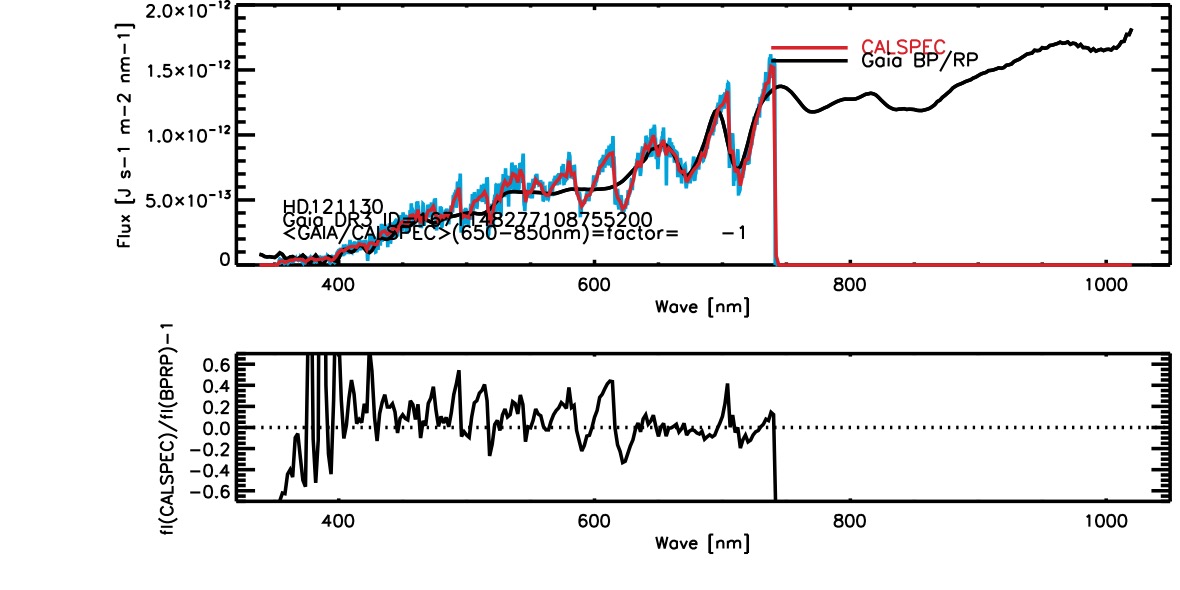 2.0×10−12
1.5×10−12
1.0×10−12
5.0×10−13
0
Flux [J s−1 m−2 nm−1]
CALSPEC
Gaia BP/RP
HD121130
Gaia DR3 ID=
<GAIA/CALSPEC>(650−850nm)=factor= −1
400 600 800 1000
Wave [nm]
fl(CALSPEC)/fl(BPRP)−1
0.6
0.4
0.2
0.0
−0.2
−0.4
−0.6
400 600 800 1000
Wave [nm]